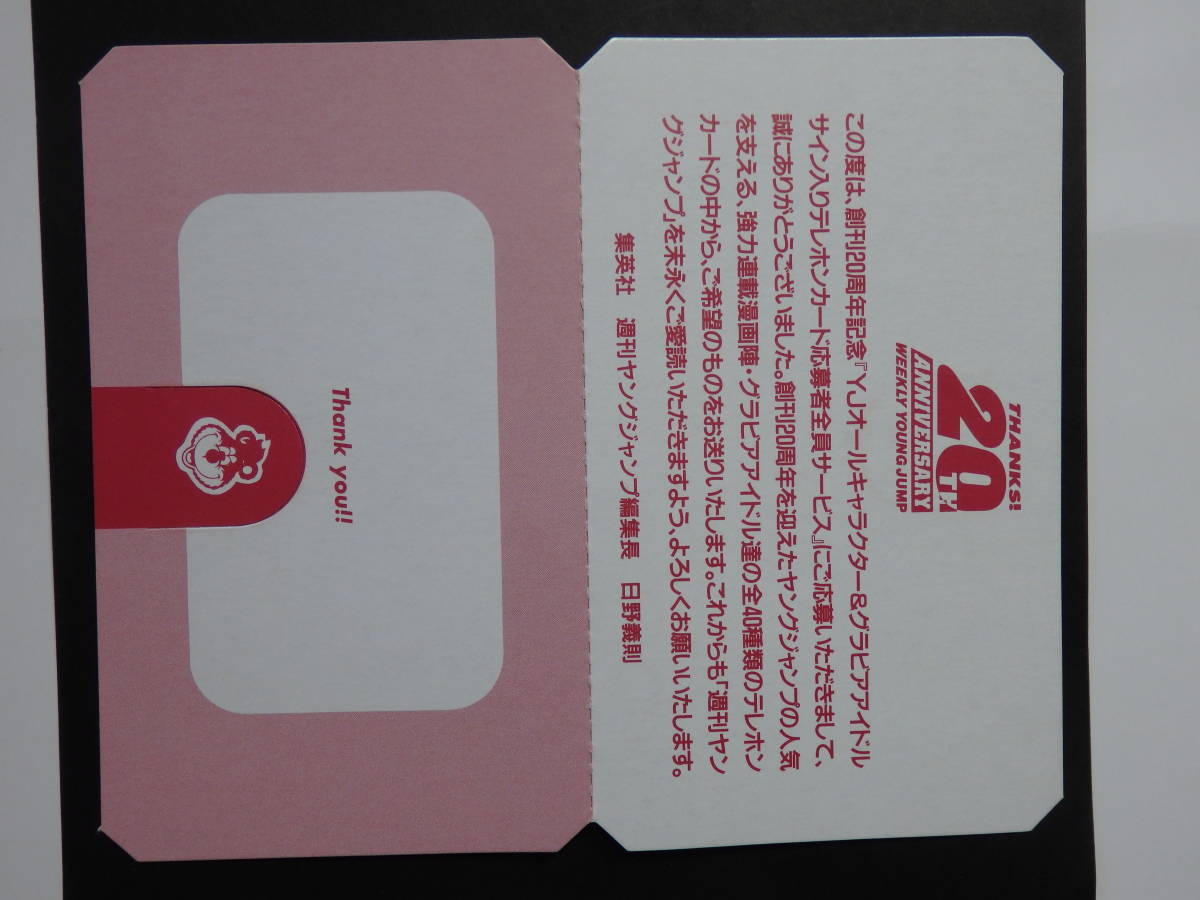 THANKS!
20TH
ANNIVERSARY
WEEKLY YOUNG JUMP
この度は、創刊20周年記念『YJオールキャラクター&グラビアアイドル
サイン入りテレホンカード応募者全員サービス』にご応募いただきまして、
誠にありがとうございました。創刊20周年を迎えたヤングジャンプの人気
を支える、強力連載漫画陣・グラビアアイドル達の全40種類のテレホン
カードの中から、ご希望のものをお送りいたします。これからも「週刊ヤン
グジャンプ」を末永くご愛読いただきますよう、よろしくお願いいたします。
集英社　週刊ヤングジャンプ編集長　日野義則
Thank you!!